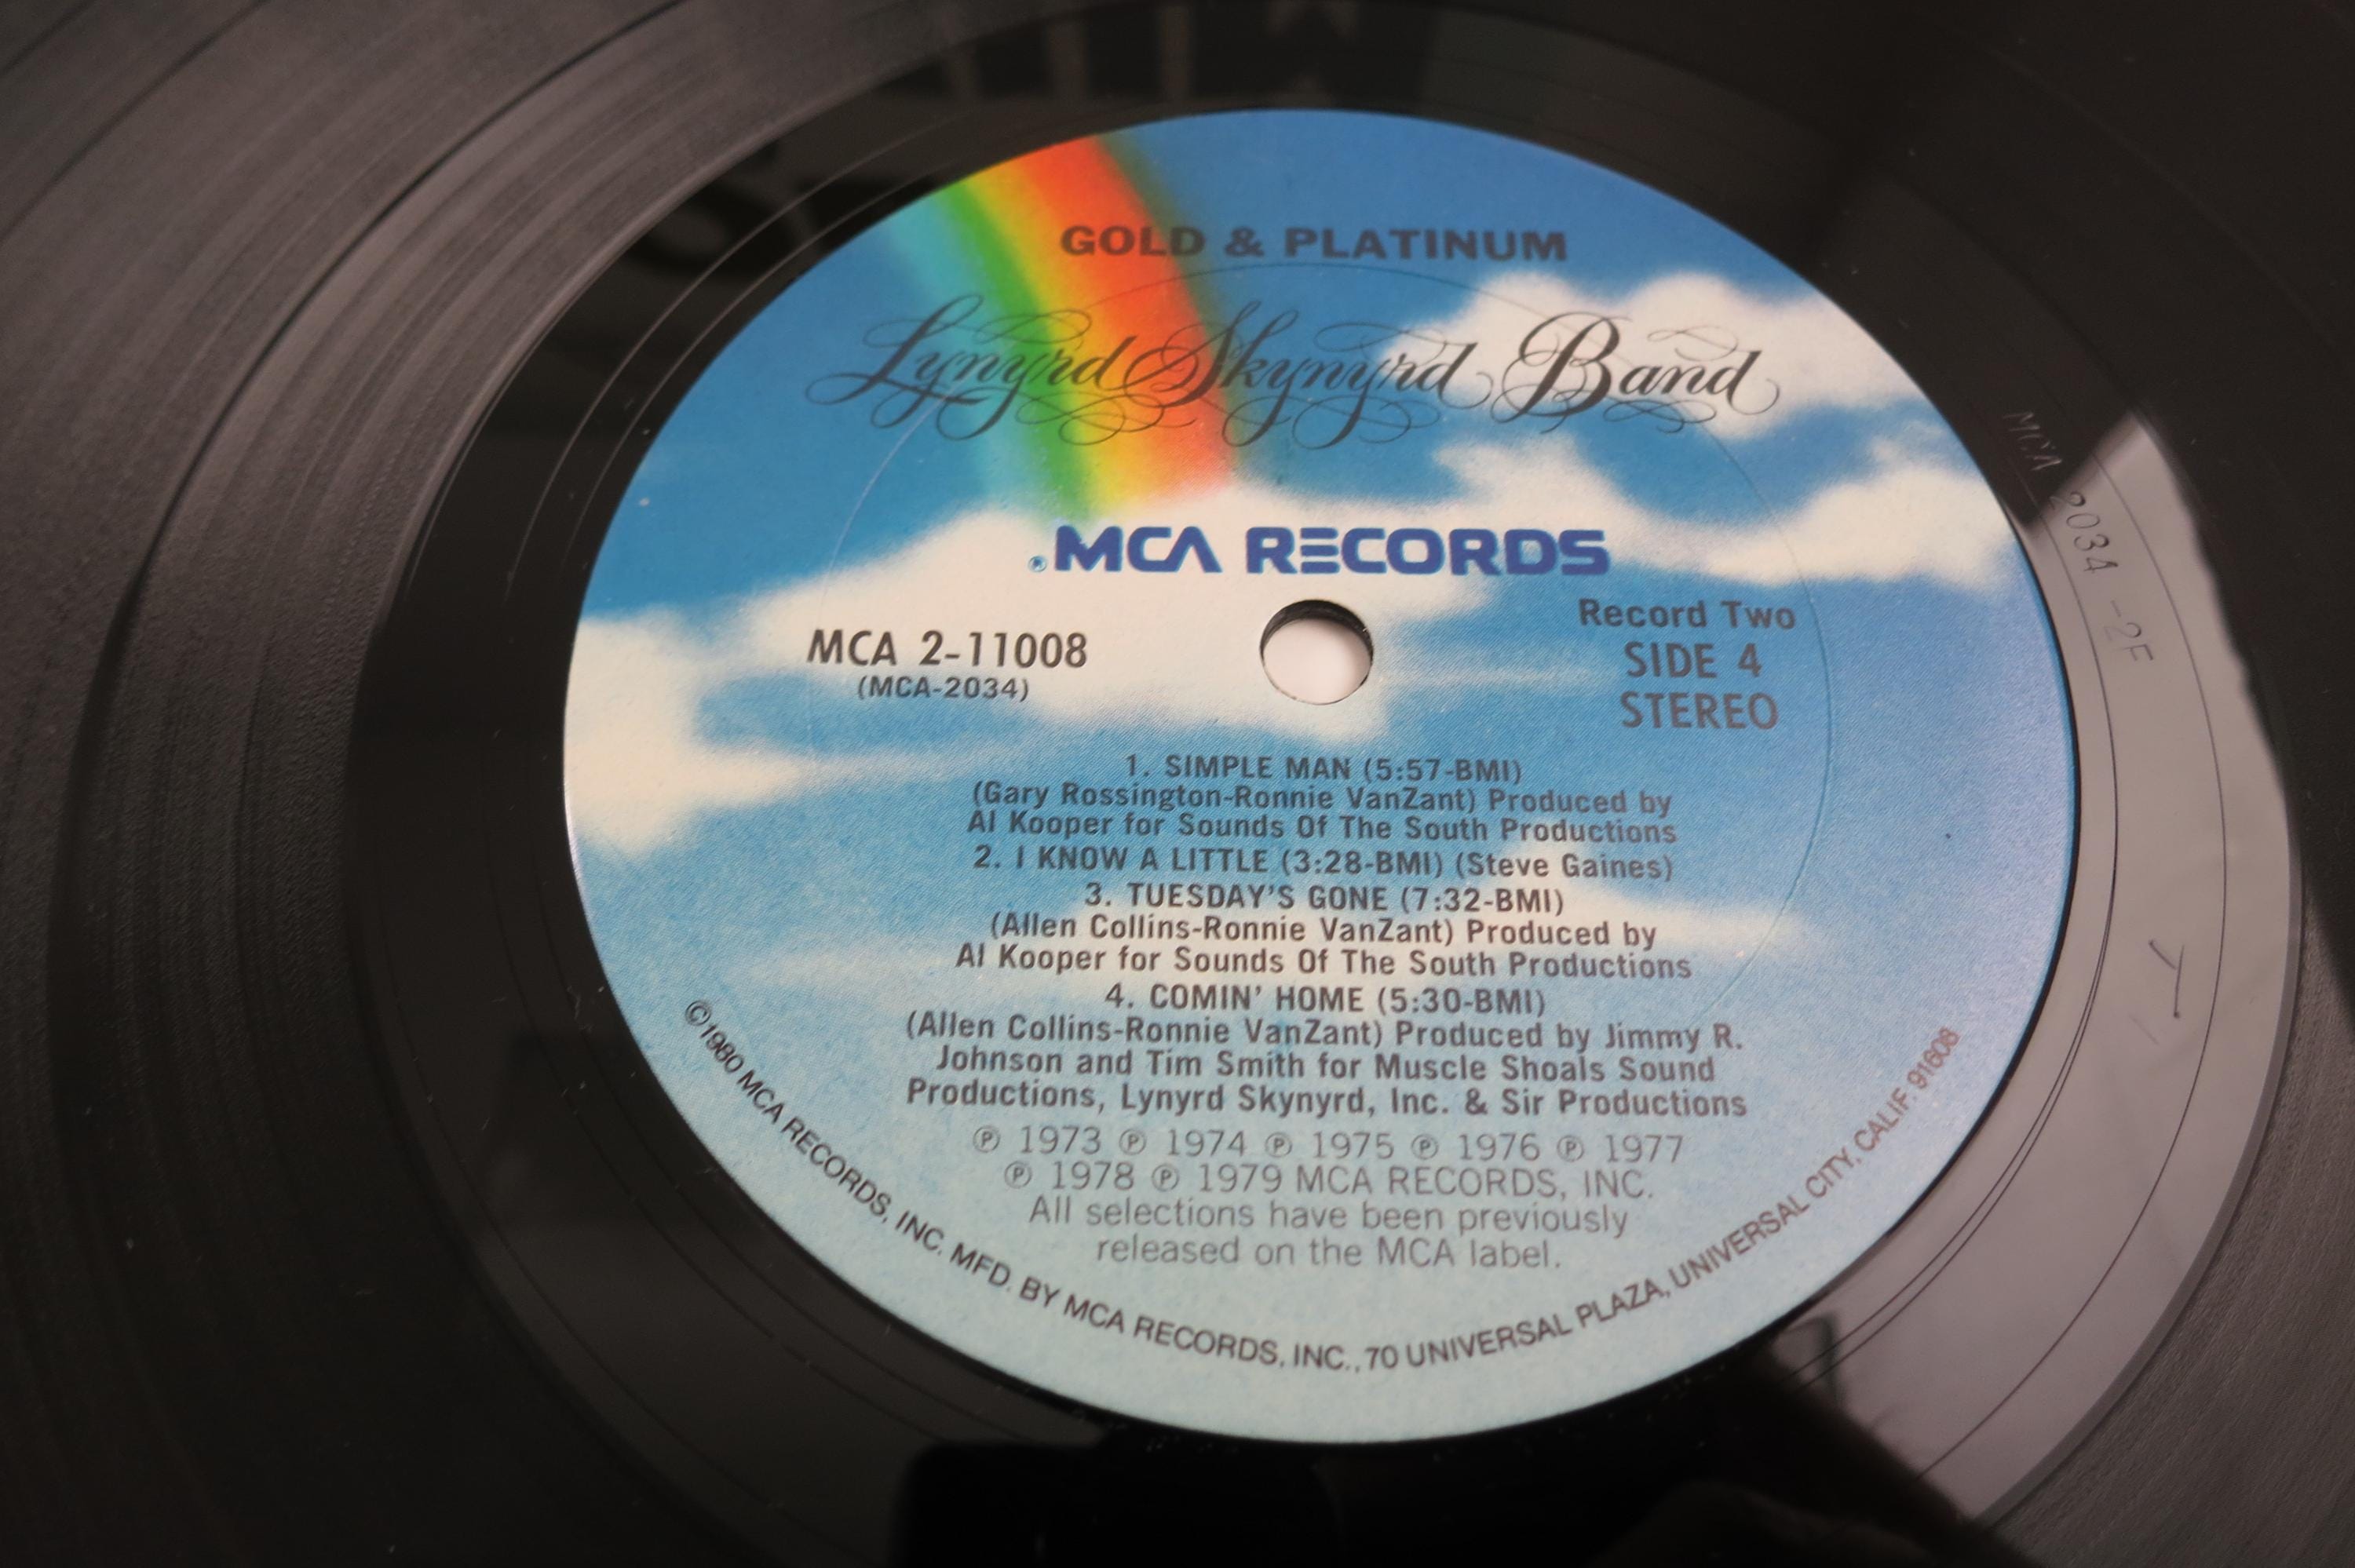 GOLD & PLATINUM
Lynyrd Skynyrd Band
® MCA RECORDS
MCA 2-11008
(MCA-2034)
Record Two
SIDE 4
STEREO
1. SIMPLE MAN (5:57-BMI)
(Gary Rossington-Ronnie VanZant) Produced by
Al Kooper for Sounds Of The South Productions
2. I KNOW A LITTLE (3:28-BMI) (Steve Gaines)
3. TUESDAY'S GONE (7:32-BMI)
(Allen Collins-Ronnie VanZant) Produced by
Al Kooper for Sounds Of The South Productions
4. COMIN' HOME (5:30-BMI)
(Allen Collins-Ronnie VanZant) Produced by Jimmy R.
Johnson and Tim Smith for Muscle Shoals Sound
Productions, Lynyrd Skynyrd, Inc. & Sir Productions
℗ 1973 ℗ 1974 ℗ 1975 ℗ 1976 ℗ 1977
℗ 1978 ℗ 1979 MCA RECORDS, INC.
All selections have been previously
released on the MCA label.
©1980 MCA RECORDS, INC. MFD. BY MCA RECORDS, INC., 70 UNIVERSAL PLAZA, UNIVERSAL CITY, CALIF. 91608
MCA 2034 -2F